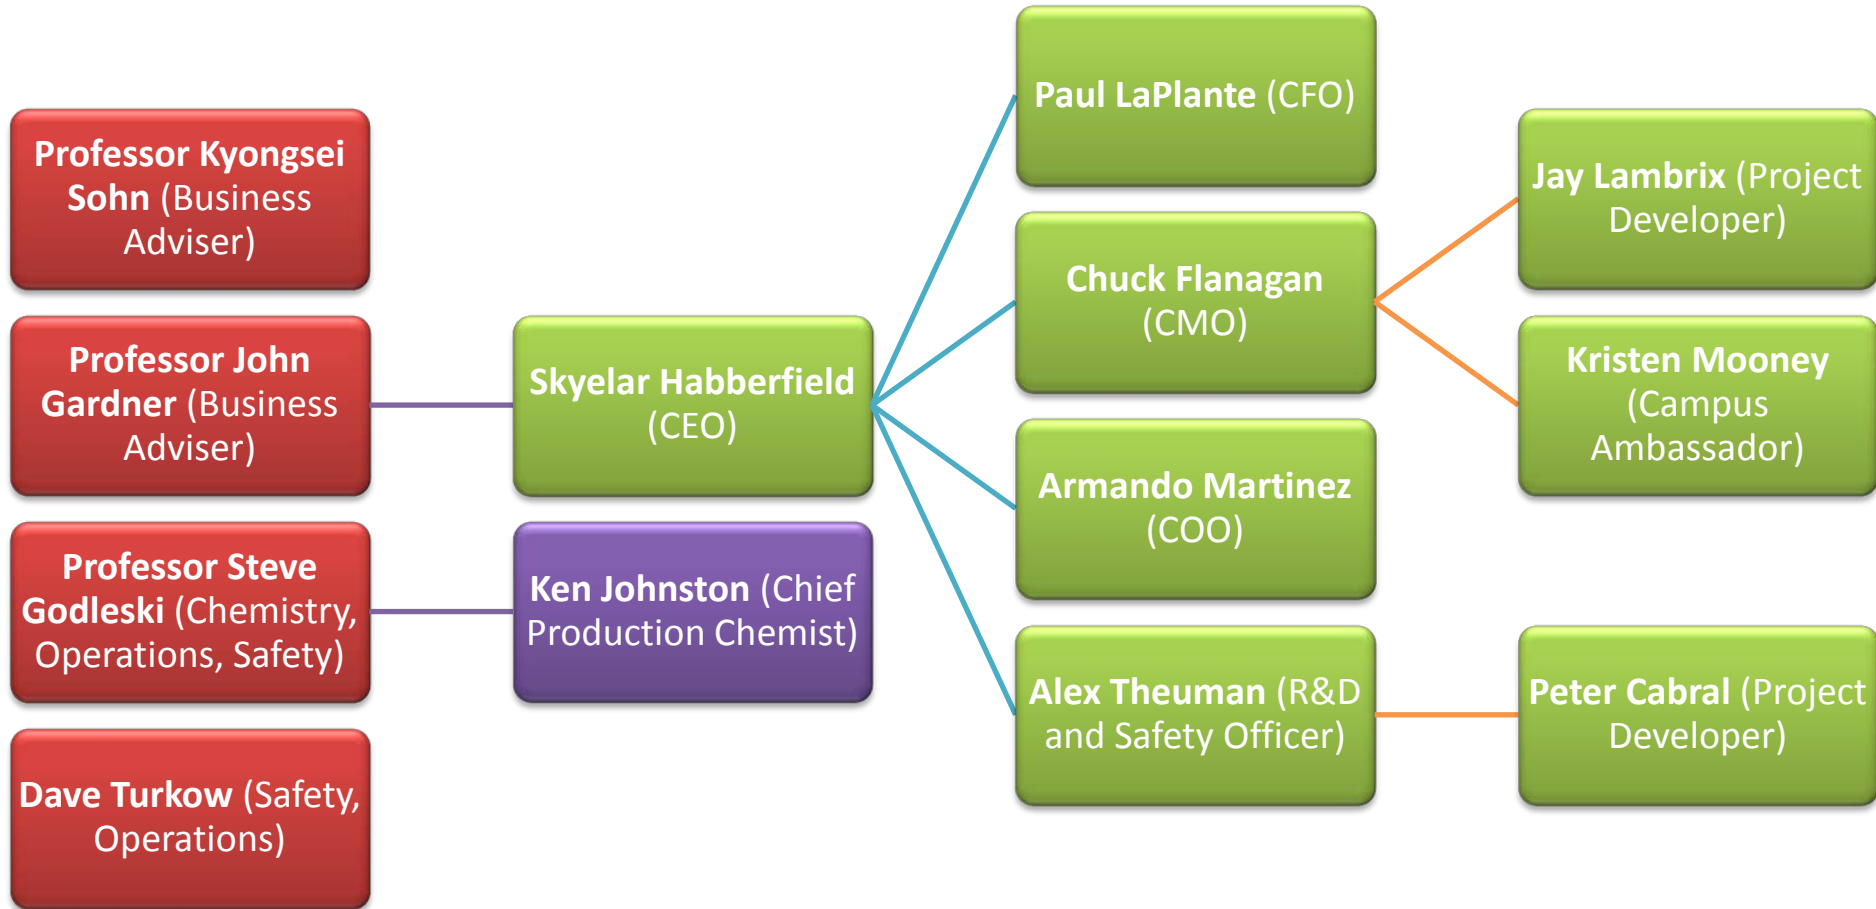 Professor Kyongsei
Sohn (Business
Adviser)
Professor John
Gardner (Business
Adviser)
Professor Steve
Godleski (Chemistry,
Operations, Safety)
Dave Turkow (Safety,
Operations)
Skyelar Habberfield
(CEO)
Ken Johnston (Chief
Production Chemist)
Paul LaPlante (CFO)
Chuck Flanagan
(CMO)
Armando Martinez
(COO)
Alex Theuman (R&D
and Safety Officer)
Jay Lambrix (Project
Developer)
Kristen Mooney
(Campus
Ambassador)
Peter Cabral (Project
Developer)